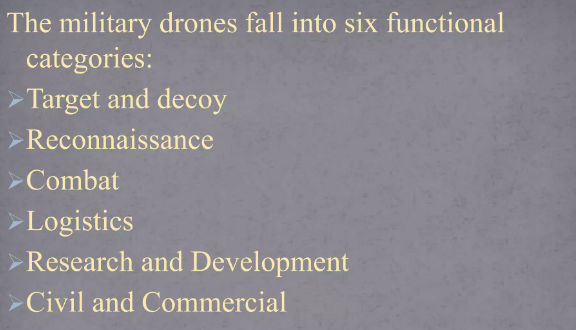 The military drones fall into six functional
categories:
Target and decoy
Reconnaissance
Combat
Logistics
Research and Development
Civil and Commercial